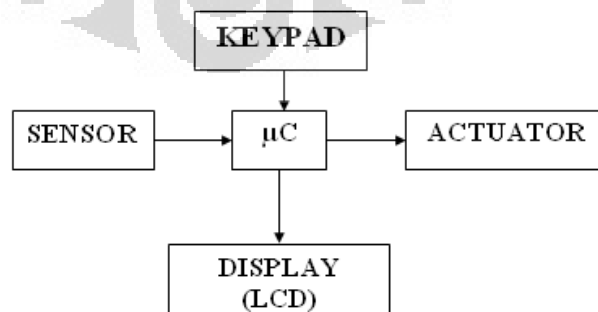 KEYPAD
SENSOR
µC
ACTUATOR
DISPLAY
(LCD)